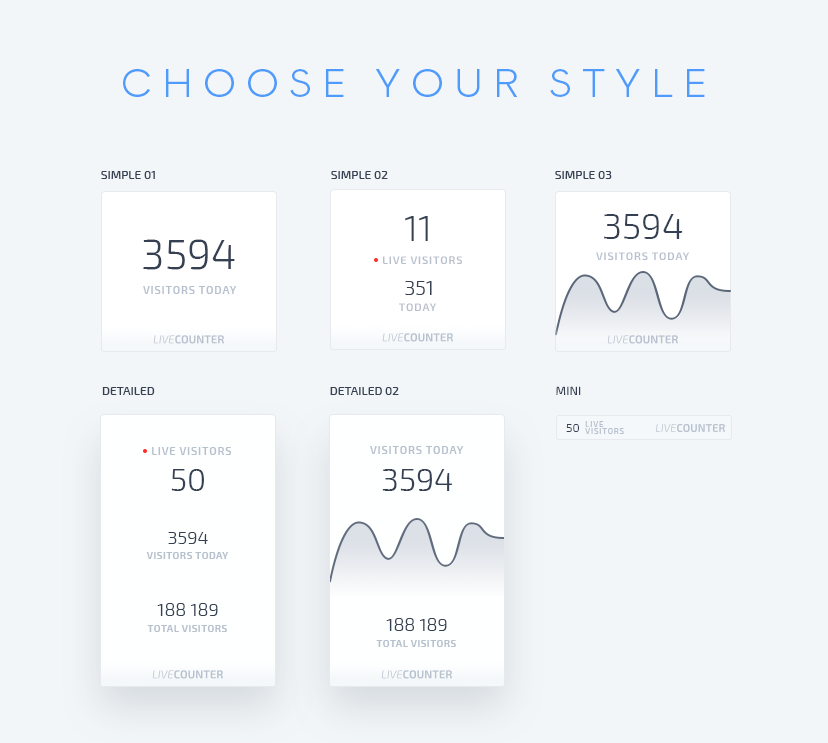 CHOOSE YOUR STYLE
SIMPLE 01
3594
VISITORS TODAY
LIVECOUNTER
SIMPLE 02
11
LIVE VISITORS
351
TODAY
LIVECOUNTER
SIMPLE 03
3594
VISITORS TODAY
LIVECOUNTER
DETAILED
LIVE VISITORS
50
3594
VISITORS TODAY
188 189
TOTAL VISITORS
LIVECOUNTER
DETAILED 02
VISITORS TODAY
3594
188 189
TOTAL VISITORS
LIVECOUNTER
MINI
50 LIVE
VISITORS
LIVECOUNTER